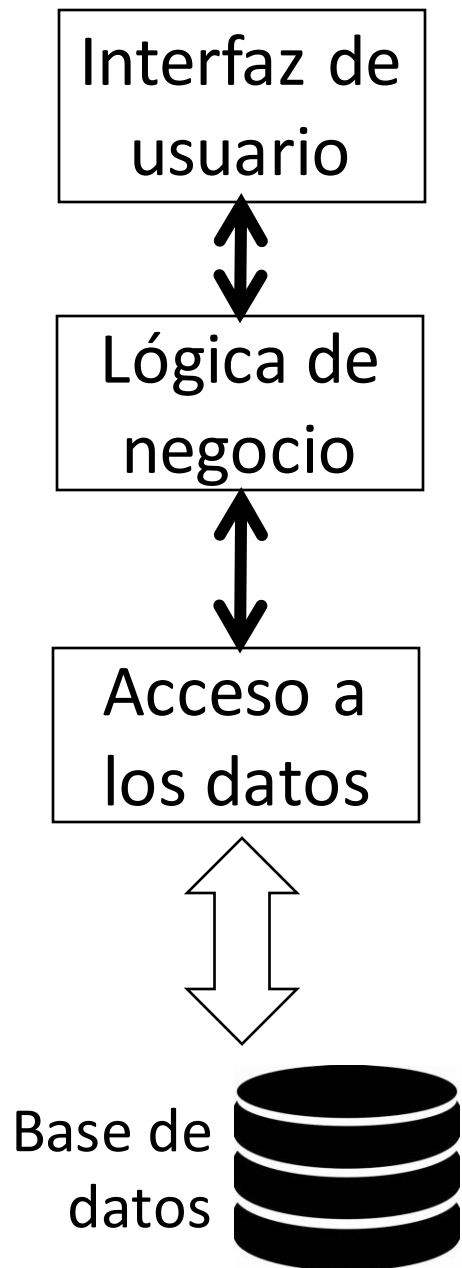 Interfaz de
usuario
Lógica de
negocio
Acceso a
los datos
Base de
datos